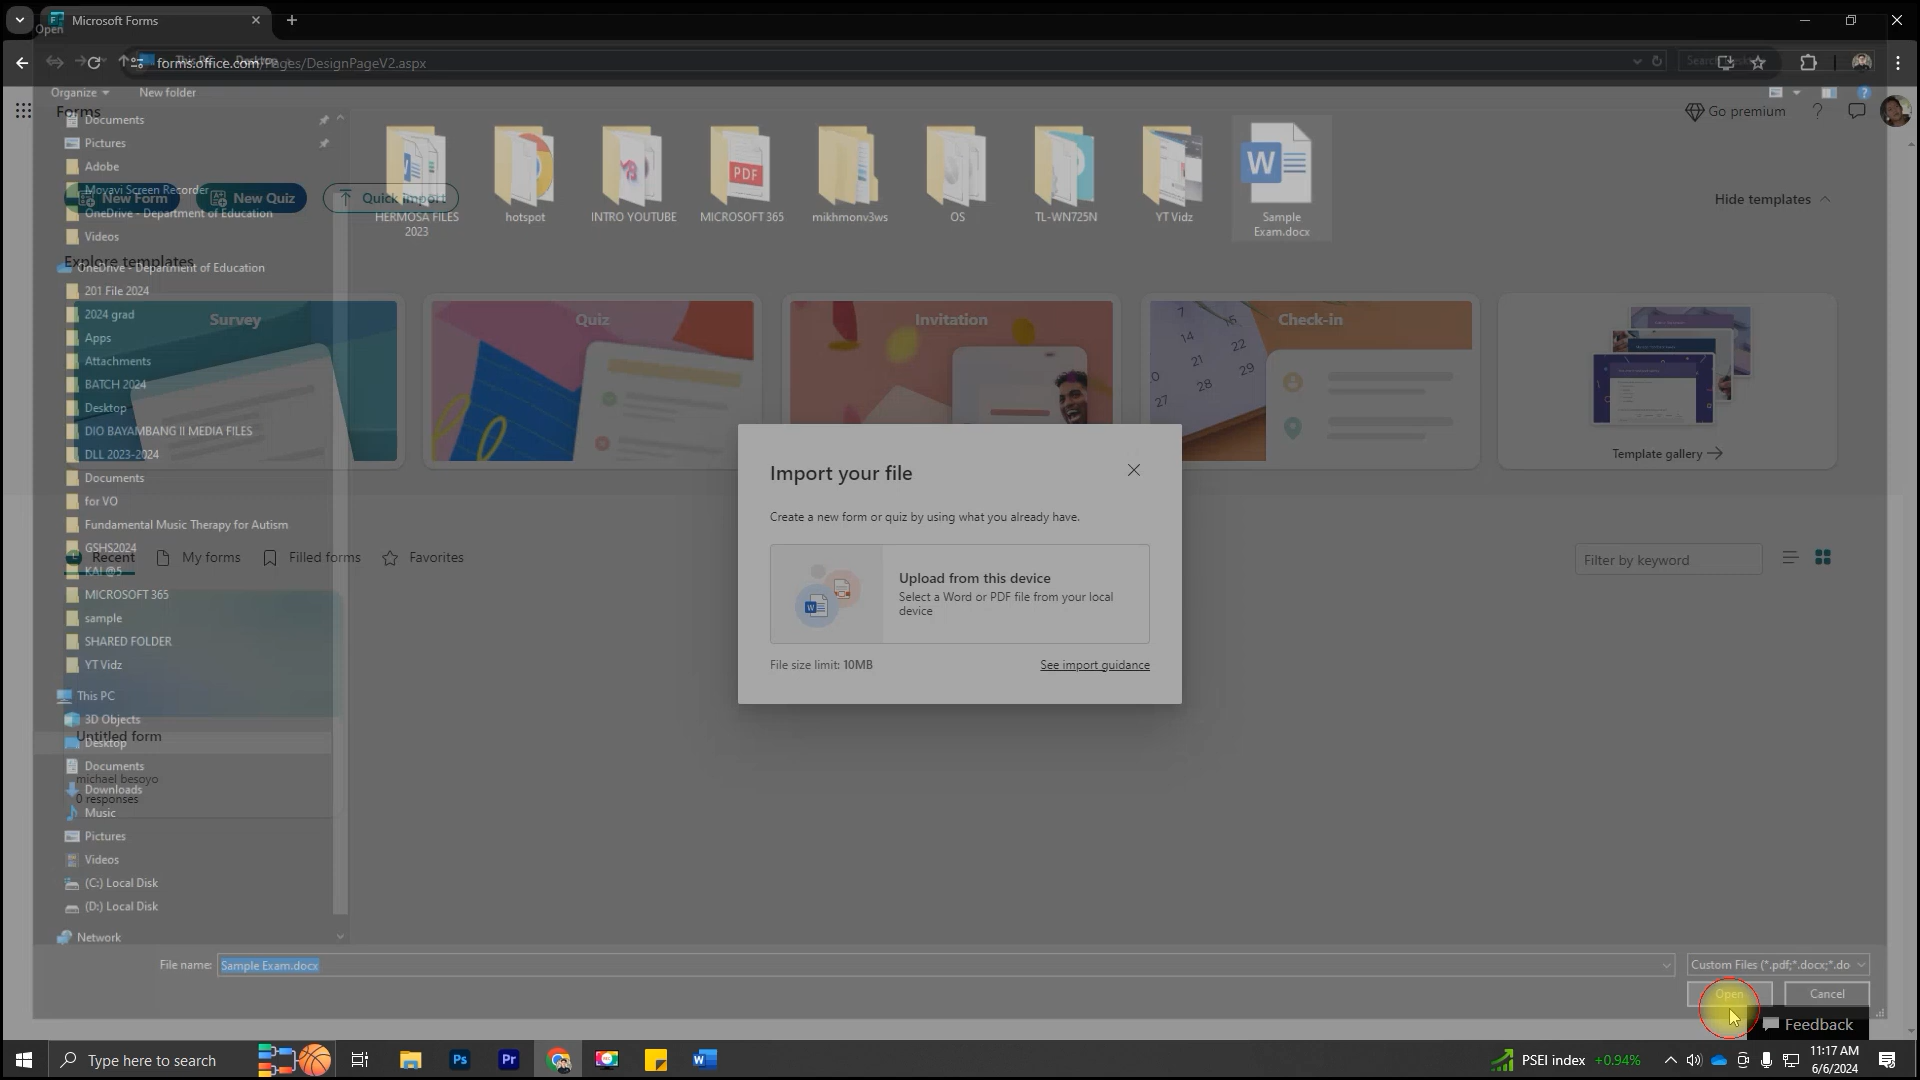 Microsoft Forms
Open
This PC
Desktop
forms.office.com/Pages/DesignPageV2.aspx
Organize
New folder
Forms
Go premium
Documents
Pictures
Adobe
Movavi Screen Recorder
OneDrive - Department of Education
Videos
New Form
New Quiz
Quick import
HERMOSA FILES
2023
hotspot
INTRO YOUTUBE
MICROSOFT 365
mikhmonv3ws
OS
TL-WN725N
YT Vidz
Sample
Exam.docx
Hide templates
Explore templates
OneDrive - Department of Education
201 File 2024
2024 grad
Apps
Attachments
BATCH 2024
Desktop
DIO BAYAMBANG II MEDIA FILES
DLL 2023-2024
Documents
for VO
Fundamental Music Therapy for Autism
GSHS2024
KAI @5
MICROSOFT 365
sample
SHARED FOLDER
YT Vidz
Survey
Quiz
Invitation
Check-in
Template gallery
Import your file
Create a new form or quiz by using what you already have.
Upload from this device
Select a Word or PDF file from your local
device
File size limit: 10MB
See import guidance
Recent
My forms
Filled forms
Favorites
Filter by keyword
This PC
3D Objects
Untitled form
Desktop
Documents
michael besoyo
Downloads
0 responses
Music
Pictures
Videos
(C:) Local Disk
(D:) Local Disk
Network
File name:
Sample Exam.docx
Custom Files (*.pdf;*.docx;*.do
Open
Cancel
Feedback
Type here to search
PSEI index +0.94%
11:17 AM
6/6/2024